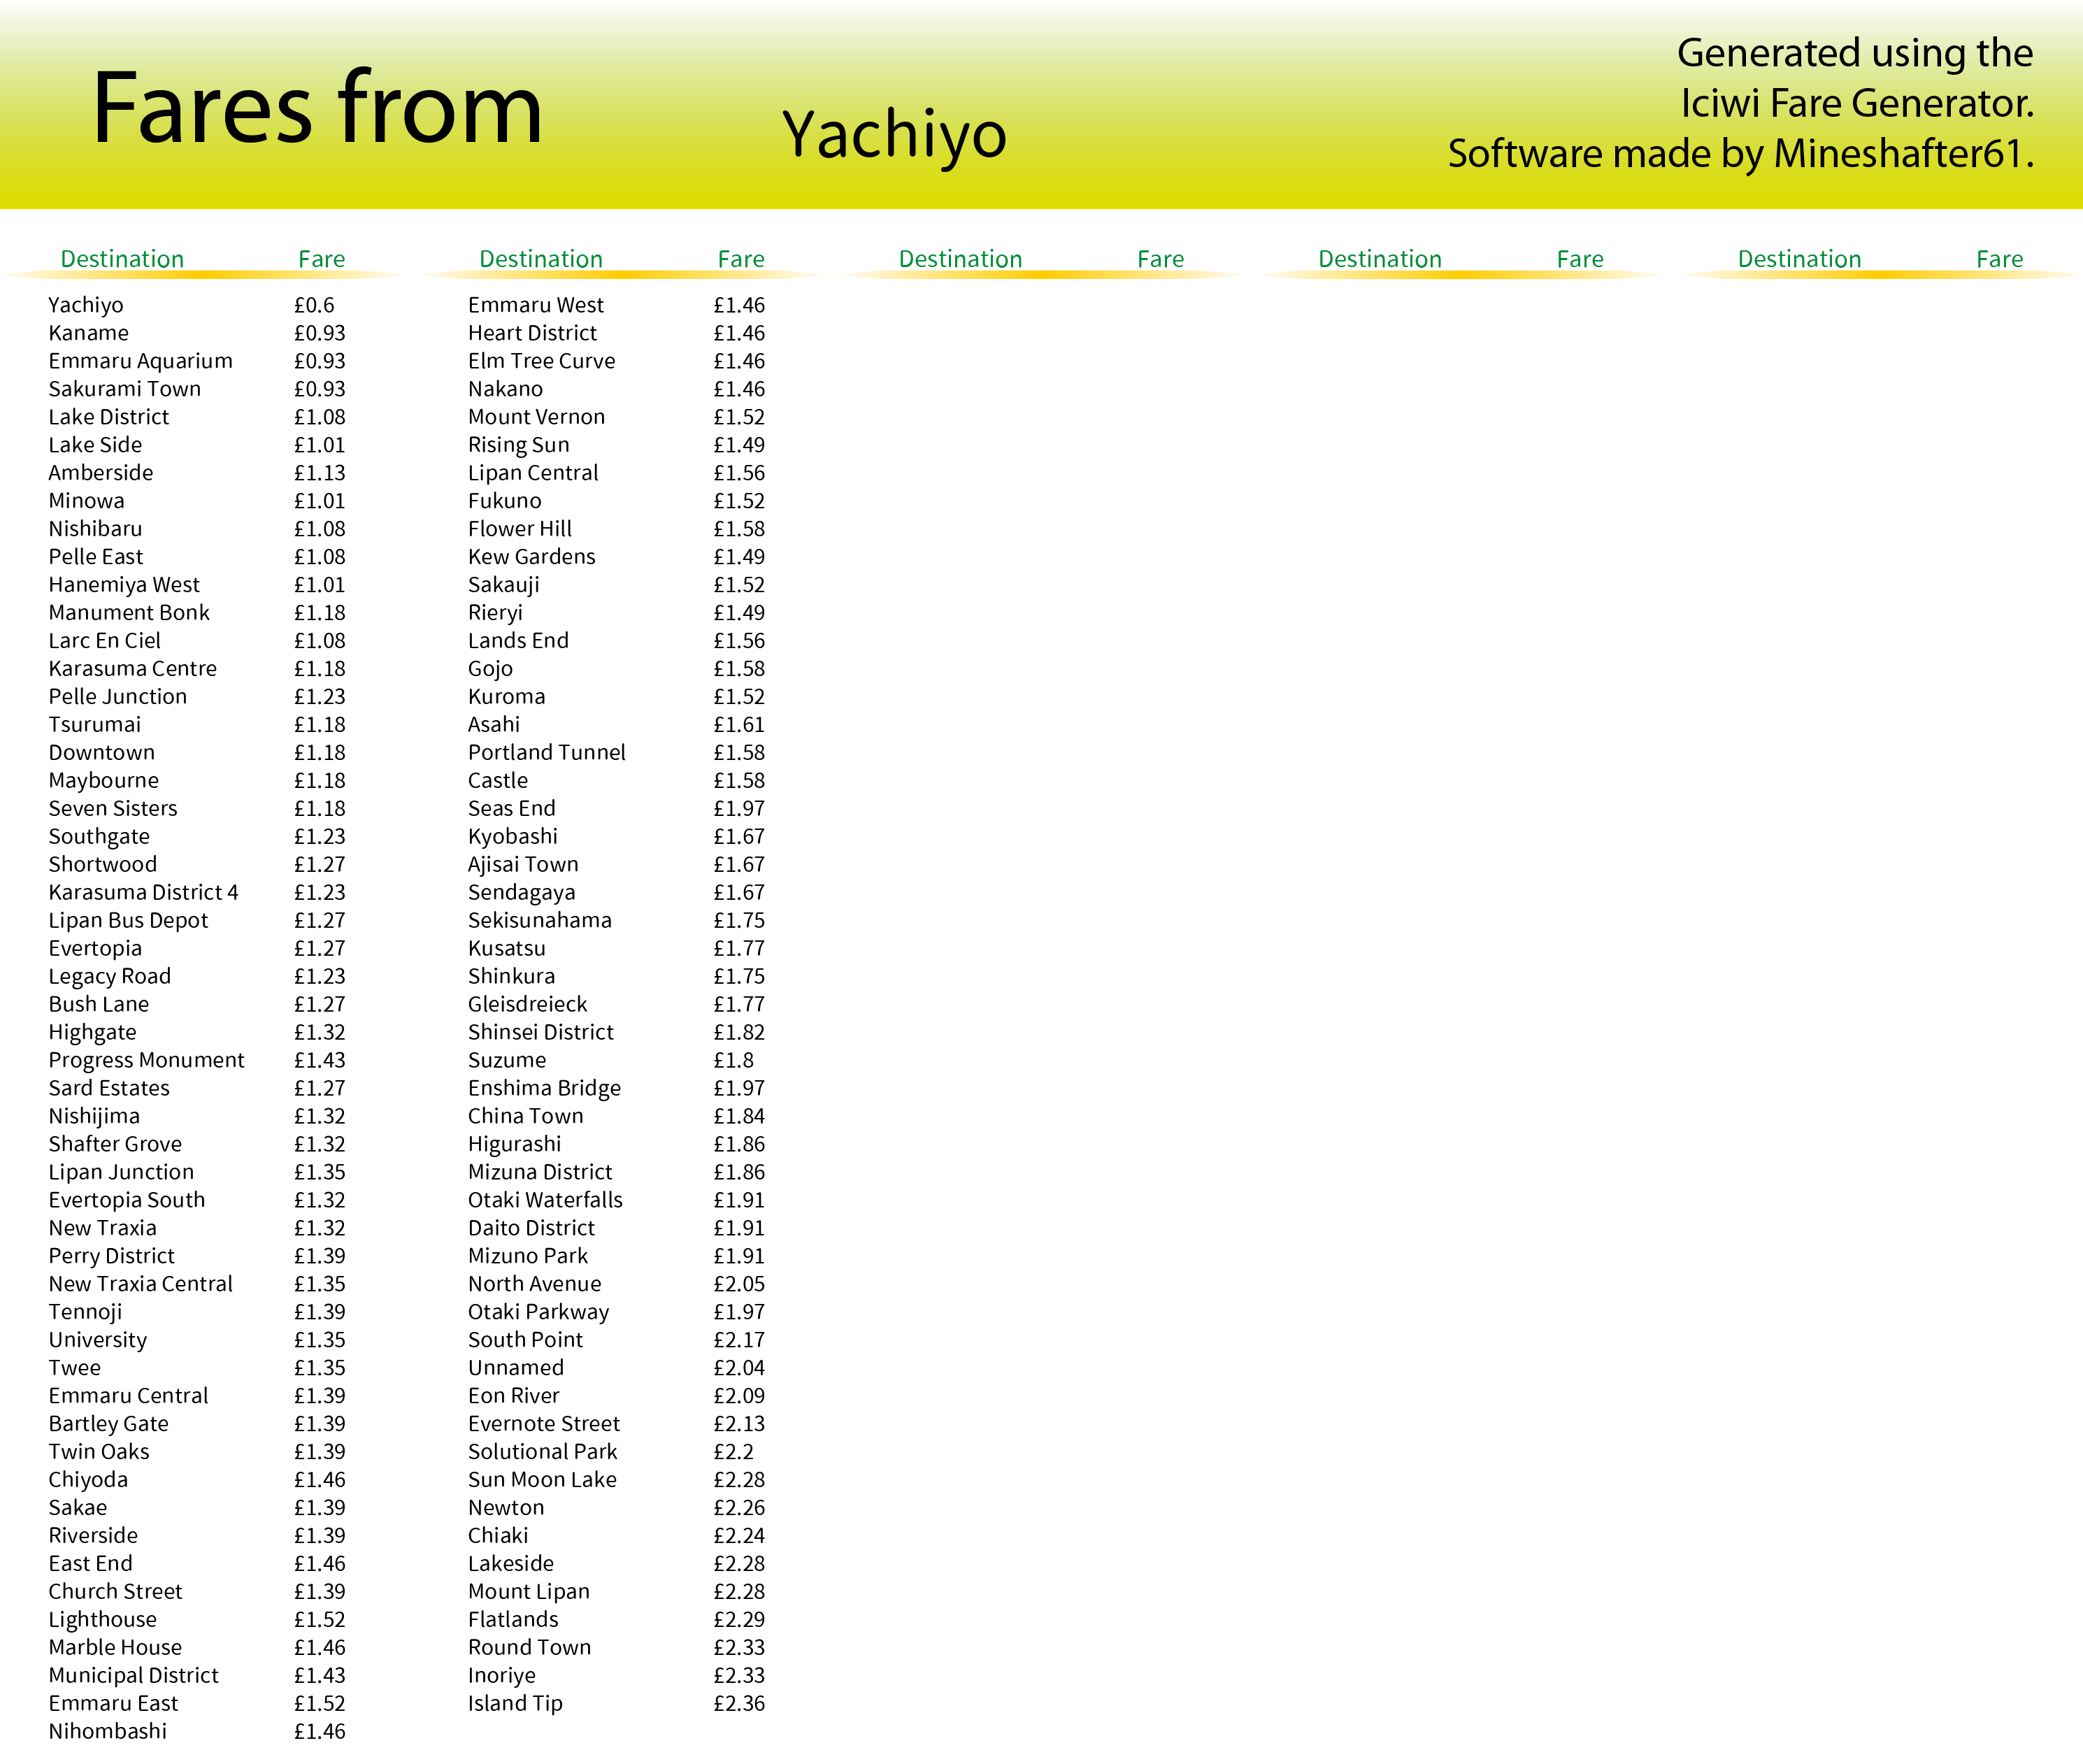 Fares from
Yachiyo
Generated using the
Iciwi Fare Generator.
Software made by Mineshafter61.
Destination Fare
Yachiyo £0.6
Kaname £0.93
Emmaru Aquarium £0.93
Sakurami Town £0.93
Lake District £1.08
Lake Side £1.01
Amberside £1.13
Minowa £1.01
Nishibaru £1.08
Pelle East £1.08
Hanemiya West £1.01
Manument Bonk £1.18
Larc En Ciel £1.08
Karasuma Centre £1.18
Pelle Junction £1.23
Tsurumai £1.18
Downtown £1.18
Maybourne £1.18
Seven Sisters £1.18
Southgate £1.23
Shortwood £1.27
Karasuma District 4 £1.23
Lipan Bus Depot £1.27
Evertopia £1.27
Legacy Road £1.23
Bush Lane £1.27
Highgate £1.32
Progress Monument £1.43
Sard Estates £1.27
Nishijima £1.32
Shafter Grove £1.32
Lipan Junction £1.35
Evertopia South £1.32
New Traxia £1.32
Perry District £1.39
New Traxia Central £1.35
Tennoji £1.39
University £1.35
Twee £1.35
Emmaru Central £1.39
Bartley Gate £1.39
Twin Oaks £1.39
Chiyoda £1.46
Sakae £1.39
Riverside £1.39
East End £1.46
Church Street £1.39
Lighthouse £1.52
Marble House £1.46
Municipal District £1.43
Emmaru East £1.52
Nihombashi £1.46
Destination Fare
Emmaru West £1.46
Heart District £1.46
Elm Tree Curve £1.46
Nakano £1.46
Mount Vernon £1.52
Rising Sun £1.49
Lipan Central £1.56
Fukuno £1.52
Flower Hill £1.58
Kew Gardens £1.49
Sakauji £1.52
Rieryi £1.49
Lands End £1.56
Gojo £1.58
Kuroma £1.52
Asahi £1.61
Portland Tunnel £1.58
Castle £1.58
Seas End £1.97
Kyobashi £1.67
Ajisai Town £1.67
Sendagaya £1.67
Sekisunahama £1.75
Kusatsu £1.77
Shinkura £1.75
Gleisdreieck £1.77
Shinsei District £1.82
Suzume £1.8
Enshima Bridge £1.97
China Town £1.84
Higurashi £1.86
Mizuna District £1.86
Otaki Waterfalls £1.91
Daito District £1.91
Mizuno Park £1.91
North Avenue £2.05
Otaki Parkway £1.97
South Point £2.17
Unnamed £2.04
Eon River £2.09
Evernote Street £2.13
Solutional Park £2.2
Sun Moon Lake £2.28
Newton £2.26
Chiaki £2.24
Lakeside £2.28
Mount Lipan £2.28
Flatlands £2.29
Round Town £2.33
Inoriye £2.33
Island Tip £2.36
Destination Fare
Destination Fare
Destination Fare